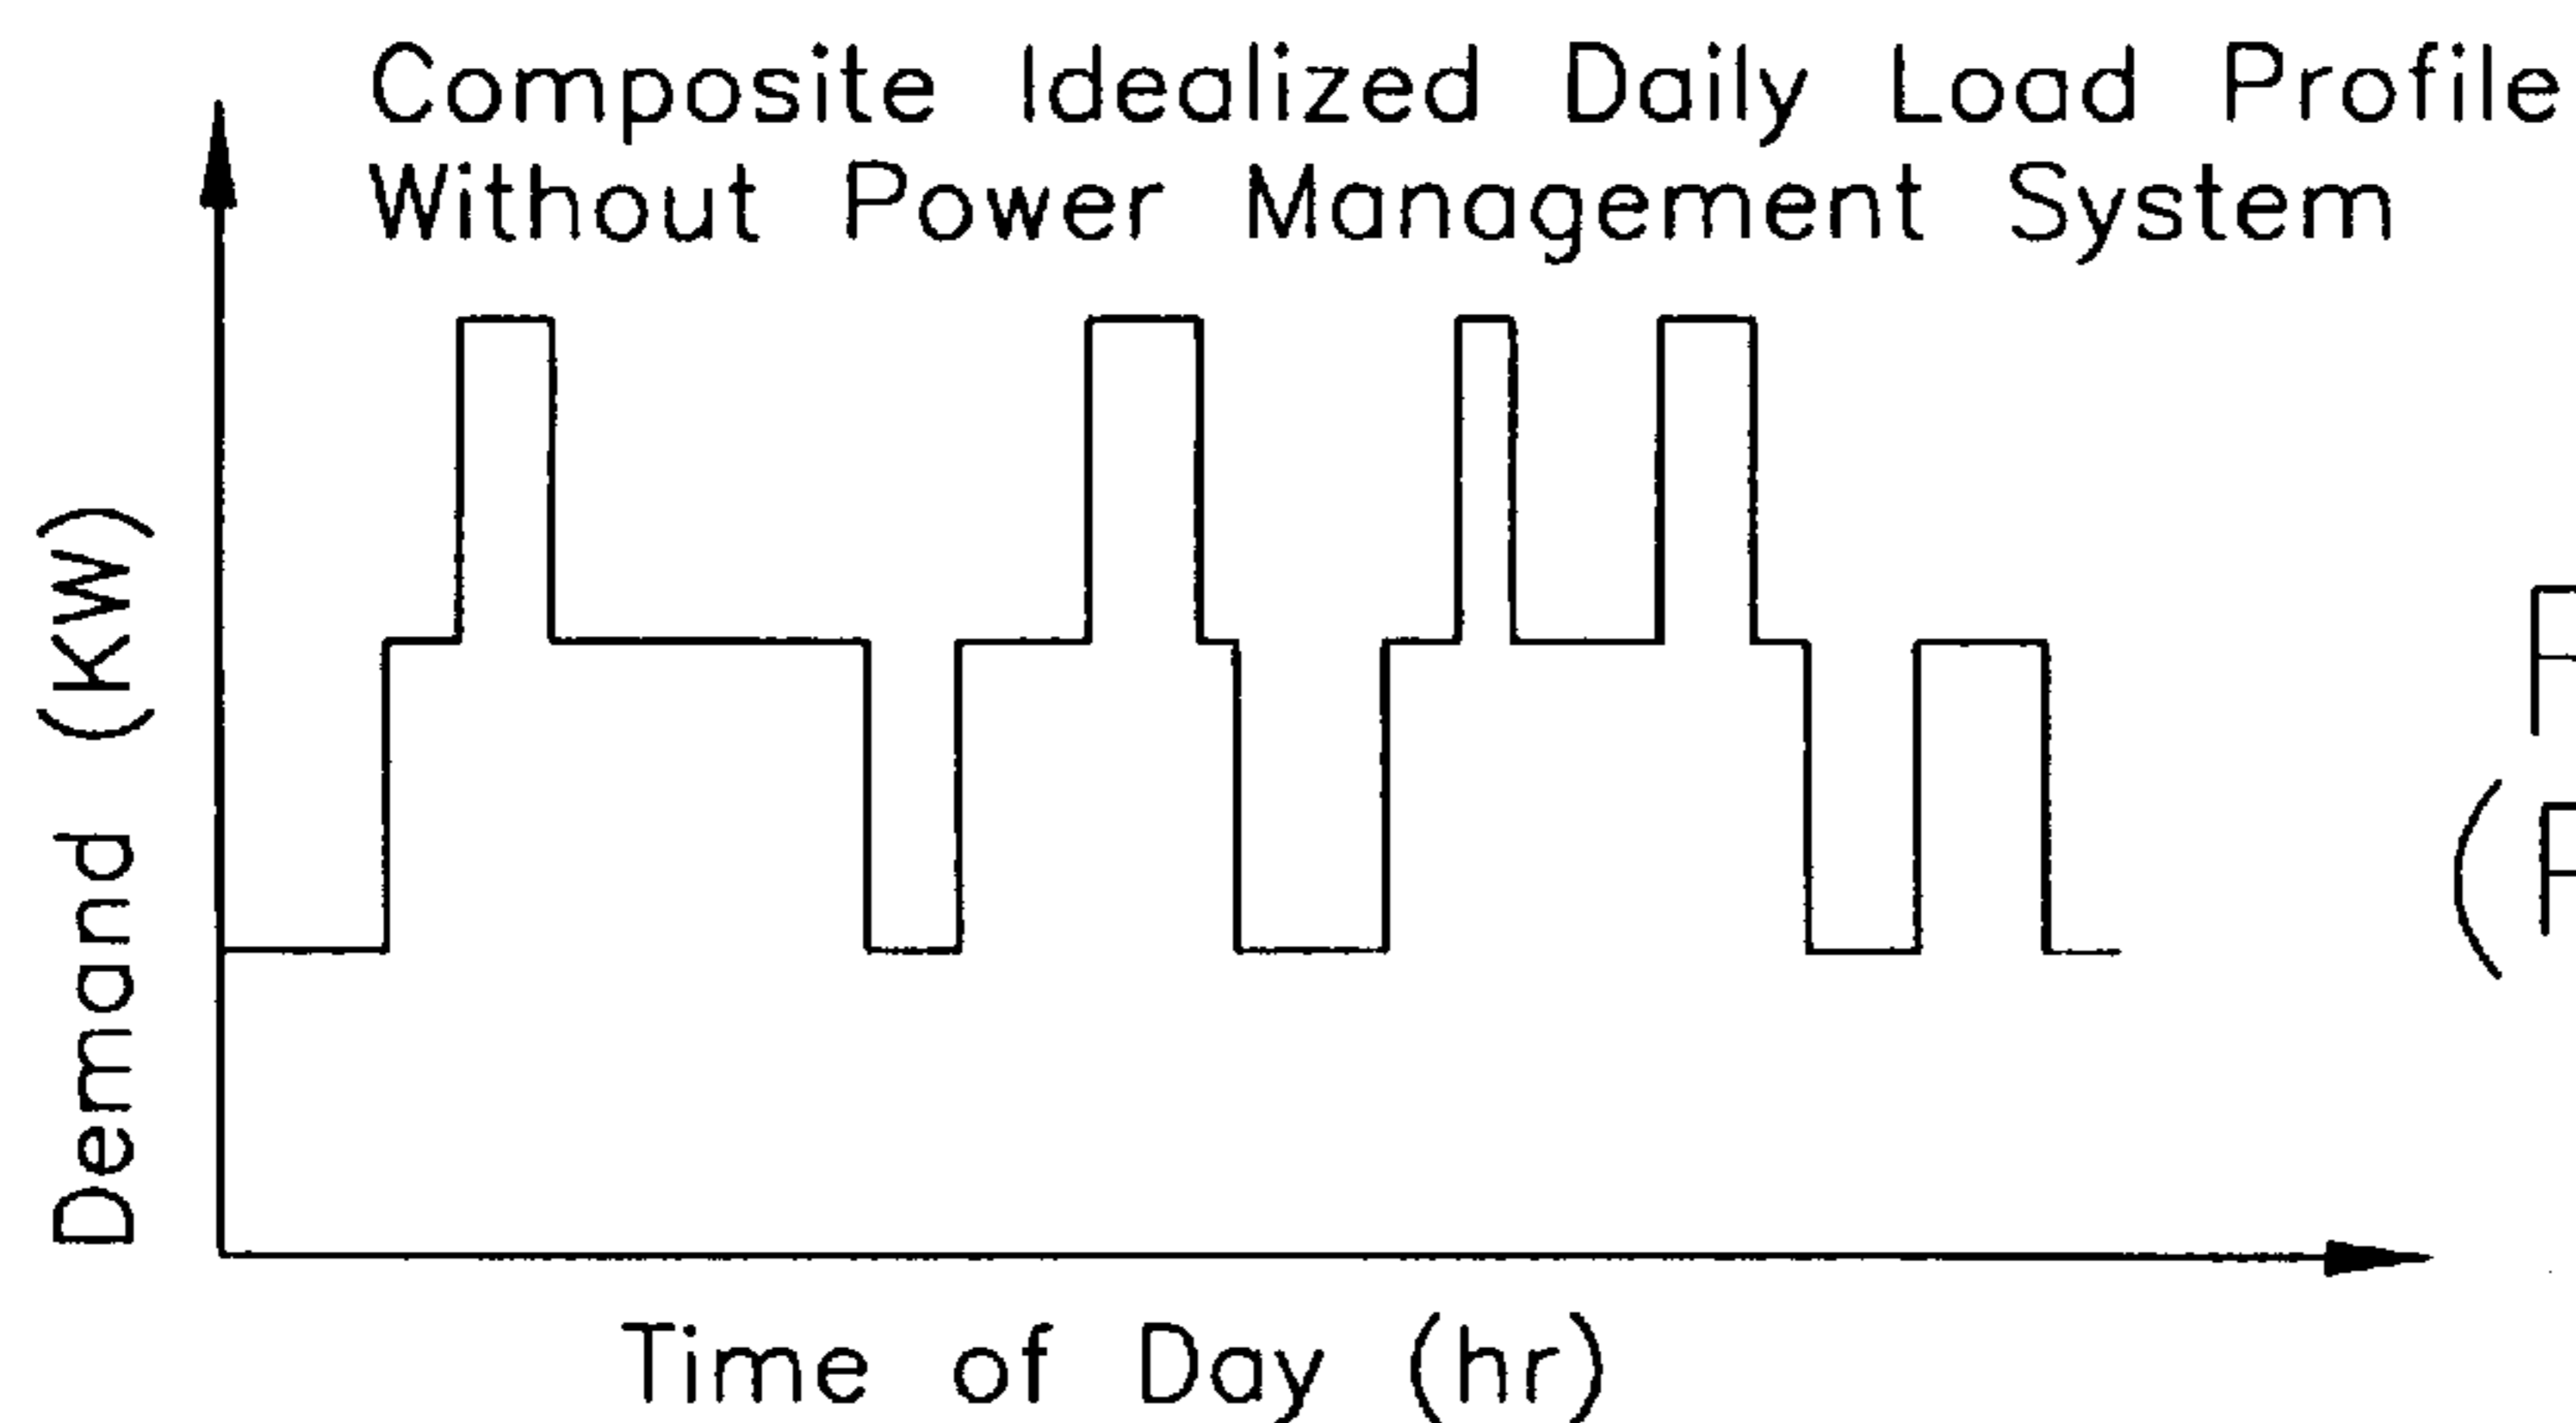 Composite Idealized Daily Load Profile
Without Power Management System
Demand (KW)
Time of Day (hr)